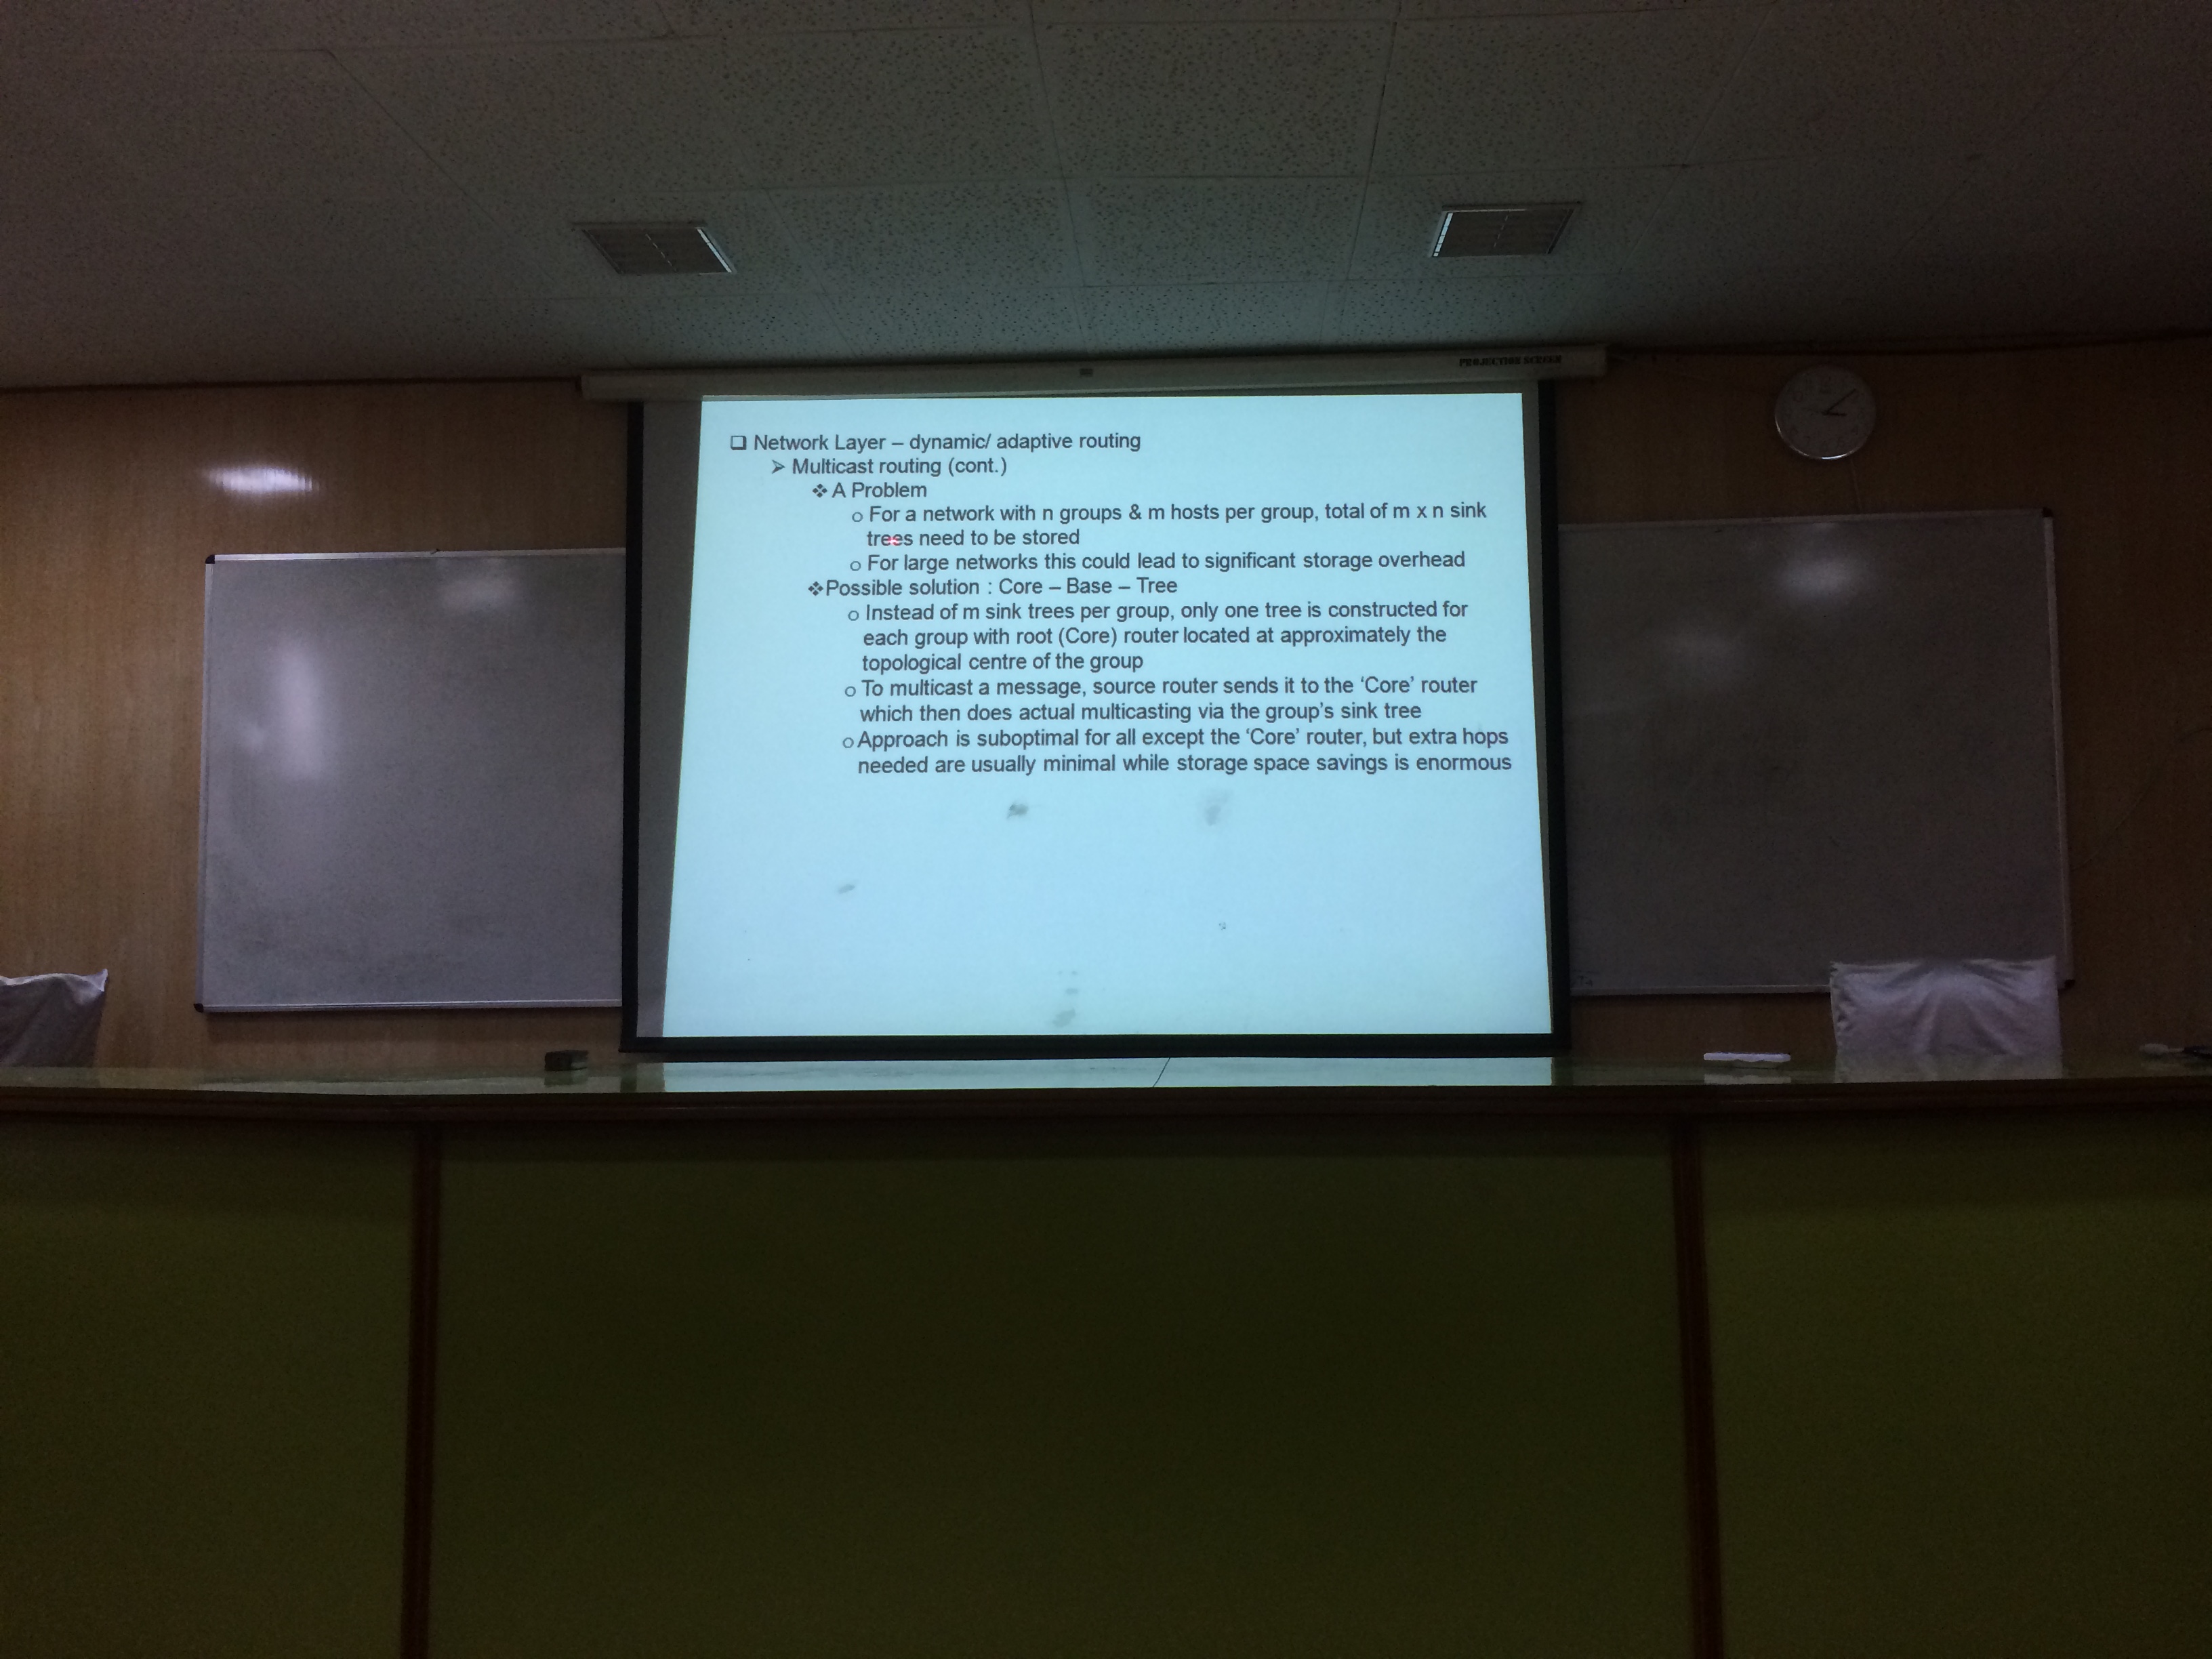 PROJECTION SCREEN
❑ Network Layer – dynamic/ adaptive routing
➢ Multicast routing (cont.)
❖ A Problem
o For a network with n groups & m hosts per group, total of m x n sink
trees need to be stored
o For large networks this could lead to significant storage overhead
❖Possible solution : Core – Base – Tree
o Instead of m sink trees per group, only one tree is constructed for
each group with root (Core) router located at approximately the
topological centre of the group
o To multicast a message, source router sends it to the ‘Core’ router
which then does actual multicasting via the group’s sink tree
o Approach is suboptimal for all except the ‘Core’ router, but extra hops
needed are usually minimal while storage space savings is enormous